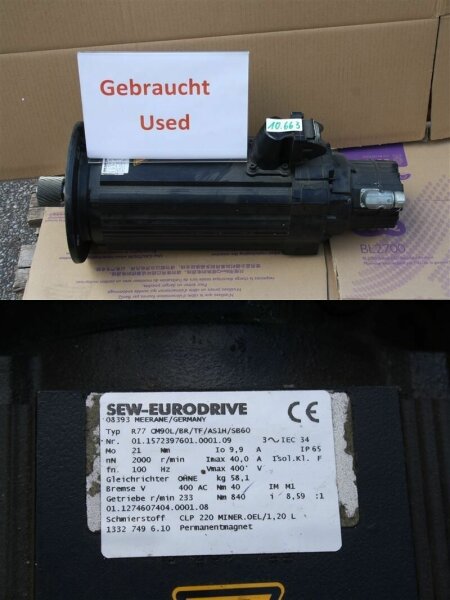 Gebraucht
Used
10.663
BL2700
SEW-EURODRIVE
08393 MEERANE/GERMANY
CE
Typ R77 CM90L/BR/TF/AS1H/SB60
Nr. 01.1572397601.0001.09 3~ IEC 34
Mo 21 Nm Io 9,9 A IP 65
nN 2000 r/min Imax 40,0 A Isol.Kl. F
fn 100 Hz Vmax 400 V
Gleichrichter OHNE kg 58,1
Bremse V 400 AC Nm 40 IM M1
Getriebe r/min 233 Nm 840 i 8,59 :1
01.1274607404.0001.08
Schmierstoff CLP 220 MINER.OEL/1,20 L
1332 749 6.10 Permanentmagnet